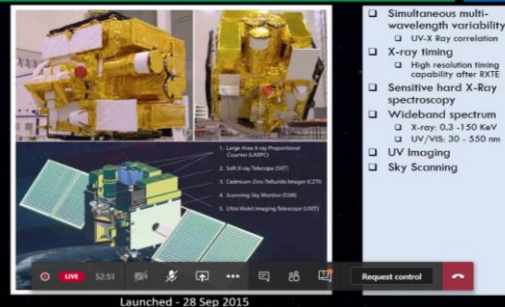 1. Large Area X-ray Proportional
Counter (LAXPC)
2. Soft X-ray Telescope (SXT)
3. Cadmium-Zinc-Telluride Imager (CZTI)
4. Scanning Sky Monitor (SSM)
5. Ultra Violet Imaging Telescope (UVIT)
LIVE 52:51
Request control
Launched - 28 Sep 2015
Simultaneous multi-
wavelength variability
UV-X Ray correlation
X-ray timing
High resolution timing
capability after RXTE
Sensitive hard X-Ray
spectroscopy
Wideband spectrum
X-ray: 0.3 -150 KeV
UV/VIS: 30 - 550 nm
UV Imaging
Sky Scanning